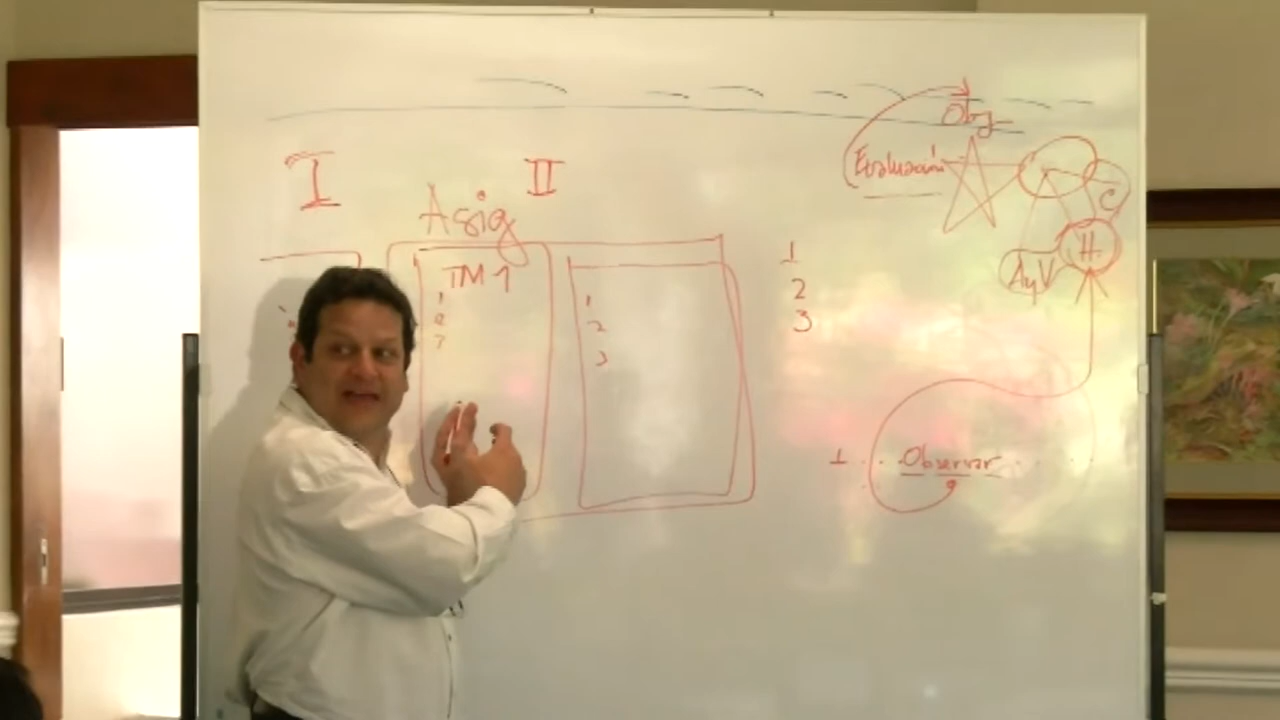 I
II
Asig
TM 1
1
2
3
1
2
3
1
2
3
Obj
Evaluación
C
H.
AyV
1 . . Observar . . .